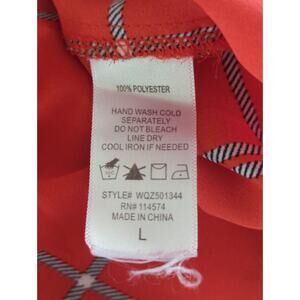 100% POLYESTER
HAND WASH COLD
SEPARATELY
DO NOT BLEACH
LINE DRY
COOL IRON IF NEEDED
STYLE# WQZ501344
RN# 114574
MADE IN CHINA
L